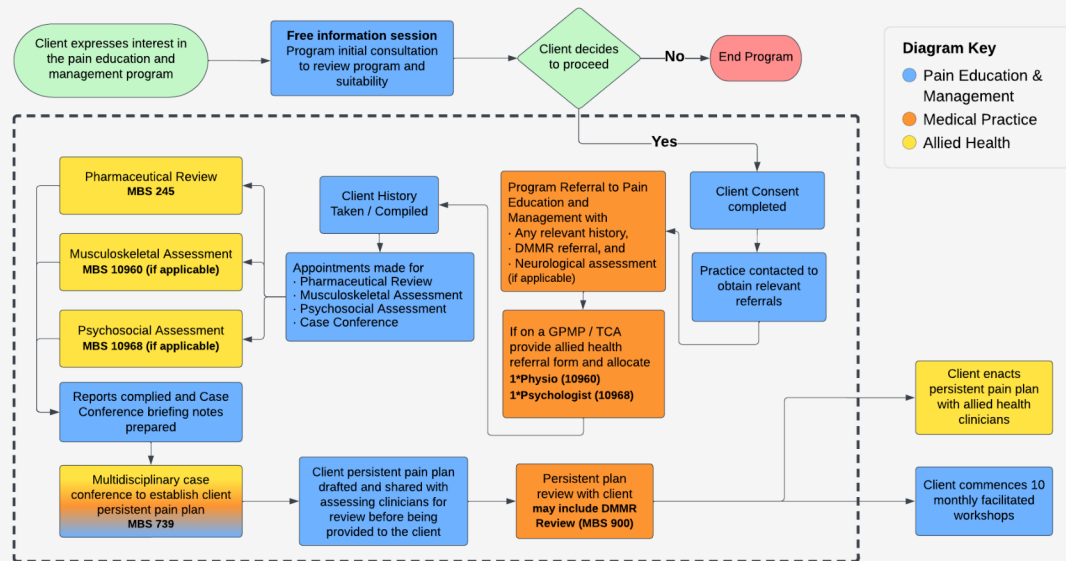 Client expresses interest in
the pain education and
management program
Free information session
Program initial consultation
to review program and
suitability
Client decides
to proceed
No
End Program
Diagram Key
Pain Education &
Management
Medical Practice
Allied Health
Yes
Client Consent
completed
Practice contacted to
obtain relevant
referrals
Program Referral to Pain
Education and
Management with
· Any relevant history,
· DMMR referral, and
· Neurological assessment
(if applicable)
If on a GPMP / TCA
provide allied health
referral form and allocate
1*Physio (10960)
1*Psychologist (10968)
Client History
Taken / Compiled
Appointments made for
· Pharmaceutical Review
· Musculoskeletal Assessment
· Psychosocial Assessment
· Case Conference
Pharmaceutical Review
MBS 245
Musculoskeletal Assessment
MBS 10960 (if applicable)
Psychosocial Assessment
MBS 10968 (if applicable)
Reports complied and Case
Conference briefing notes
prepared
Multidisciplinary case
conference to establish client
persistent pain plan
MBS 739
Client persistent pain plan
drafted and shared with
assessing clinicians for
review before being
provided to the client
Persistent plan
review with client
may include DMMR
Review (MBS 900)
Client enacts
persistent pain plan
with allied health
clinicians
Client commences 10
monthly facilitated
workshops